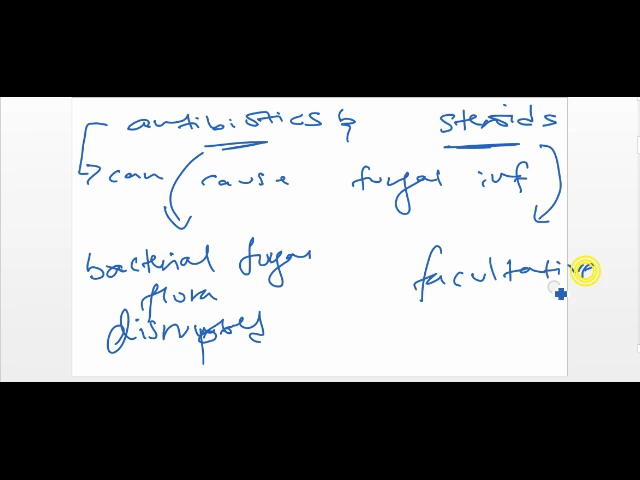 antibiotics & steroids
can cause fungal inf
bacterial fungal facultative
flora
disrupted